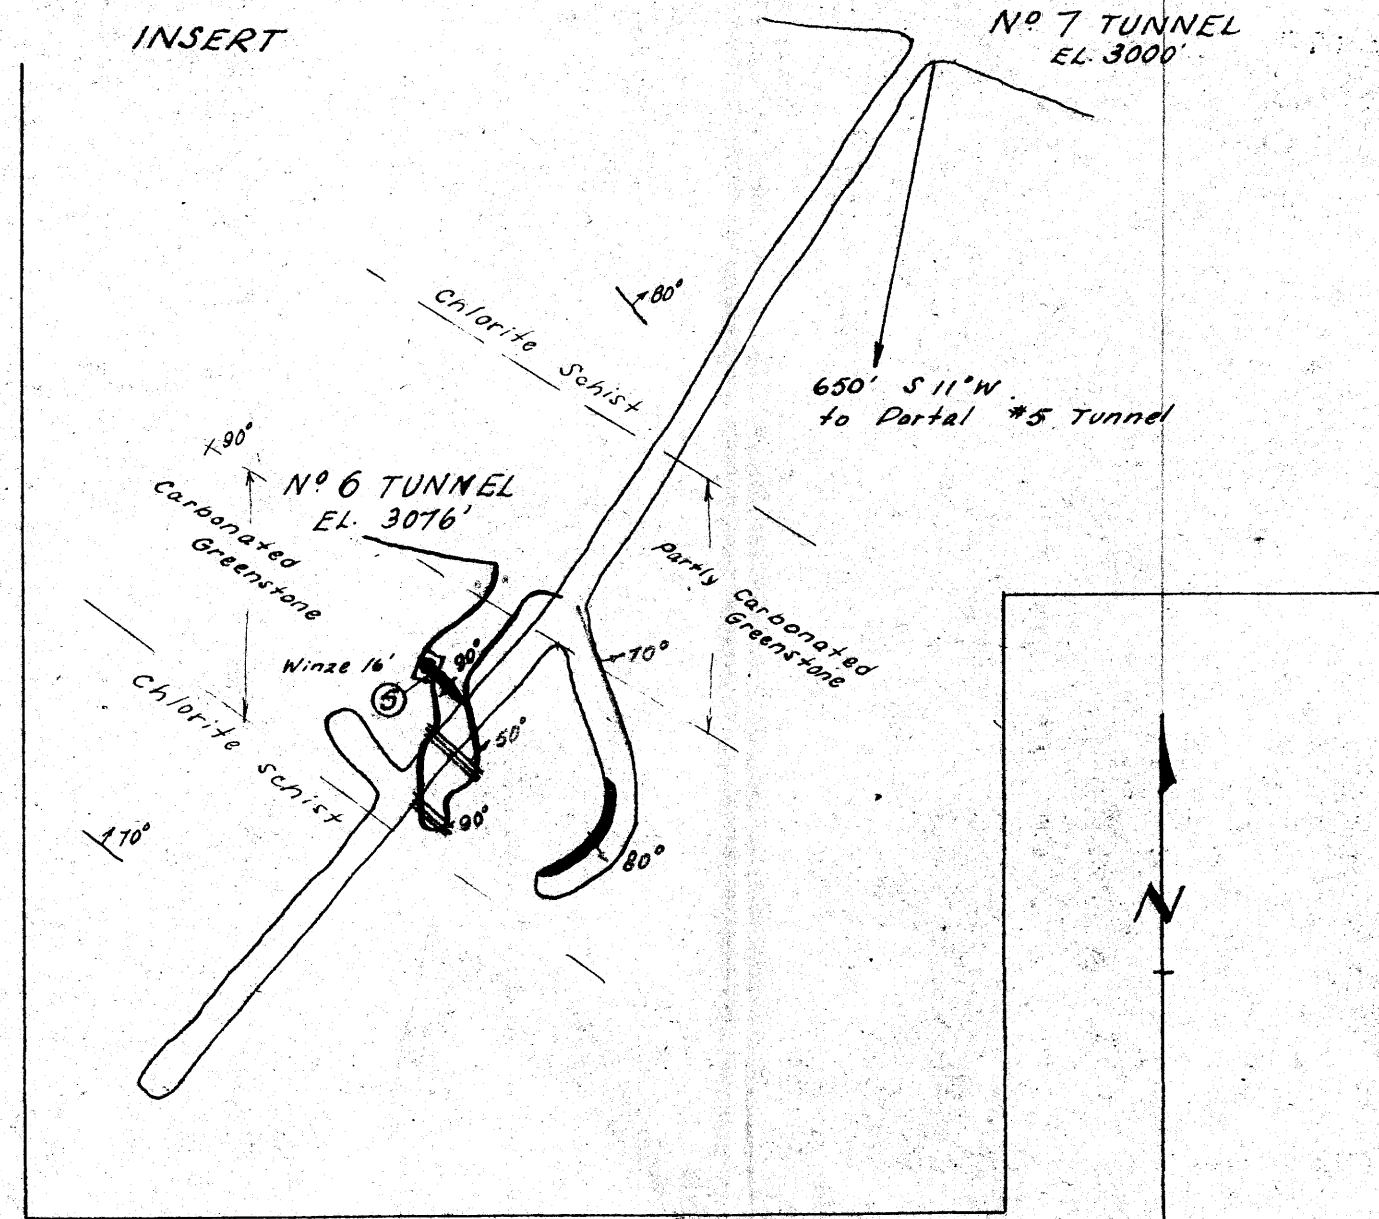 INSERT
Nº 7 TUNNEL
EL. 3000'
80°
Chlorite Schist
650' S 11°W.
to Portal #5 Tunnel
90°
Nº 6 TUNNEL
EL. 3076'
Carbonated
Greenstone
Partly Carbonated
Greenstone
Winze 16'
90°
70°
5
Chlorite Schist
50°
70°
90°
80°
N